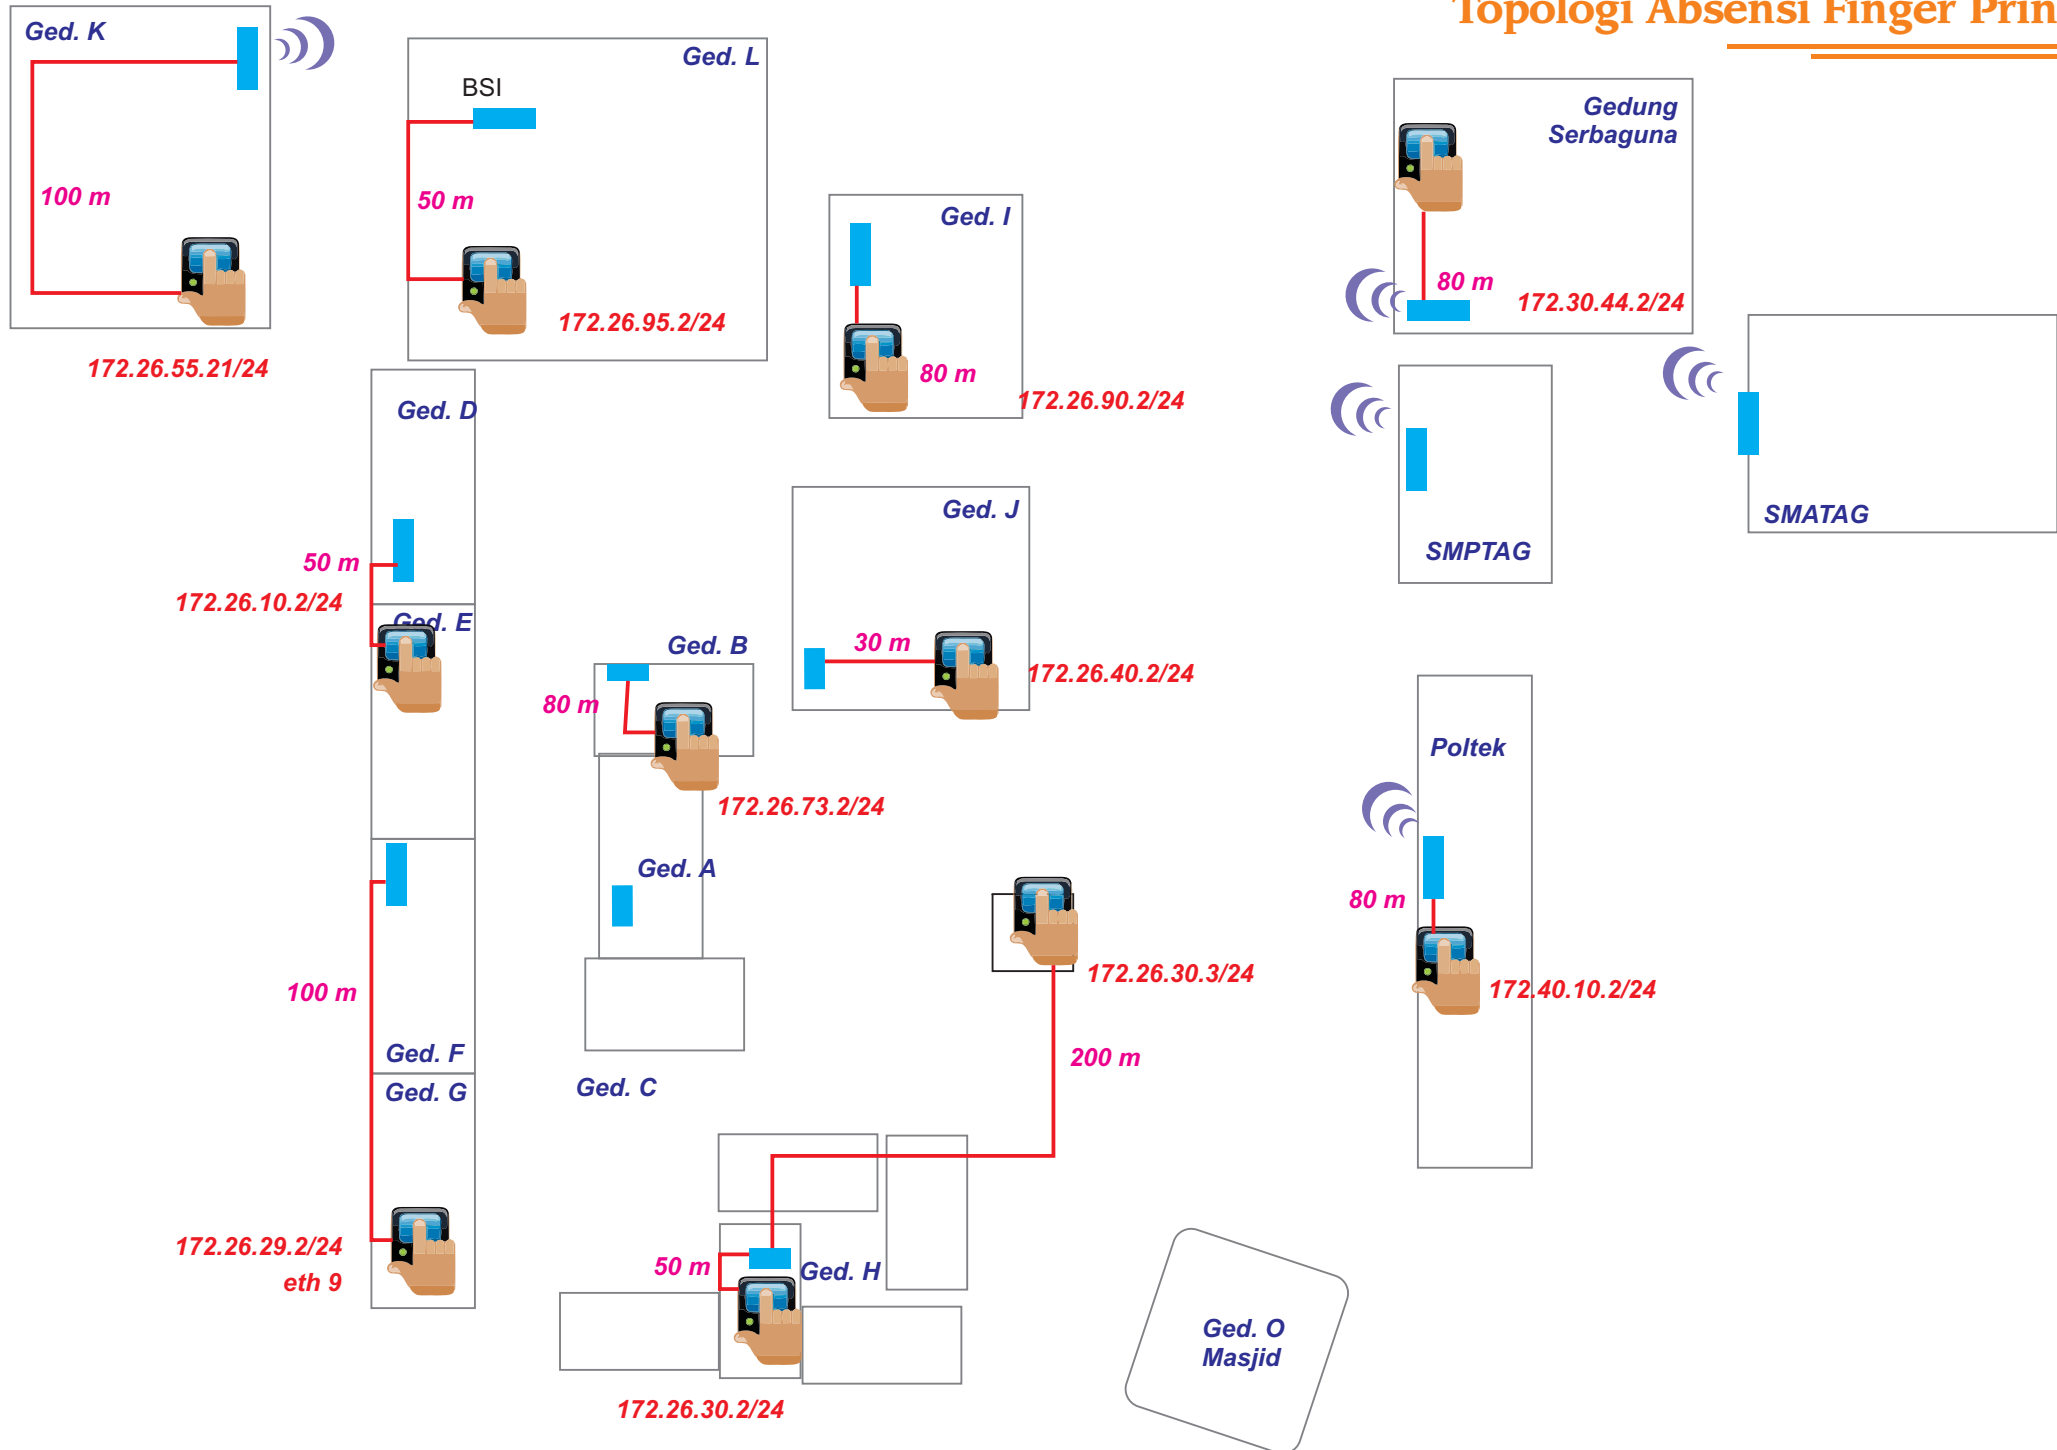 Topologi Absensi Finger Prin
Ged. K
100 m
172.26.55.21/24
Ged. L
BSI
50 m
172.26.95.2/24
Ged. I
80 m
172.26.90.2/24
Gedung
Serbaguna
80 m
172.30.44.2/24
SMPTAG
SMATAG
Ged. D
50 m
172.26.10.2/24
Ged. E
Ged. B
80 m
172.26.73.2/24
Ged. J
30 m
172.26.40.2/24
Ged. A
Poltek
80 m
172.40.10.2/24
172.26.30.3/24
200 m
100 m
Ged. F
Ged. G
Ged. C
172.26.29.2/24
eth 9
50 m
Ged. H
172.26.30.2/24
Ged. O
Masjid